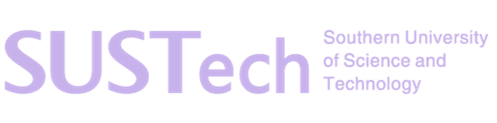 SUSTech
Southern University
of Science and
Technology